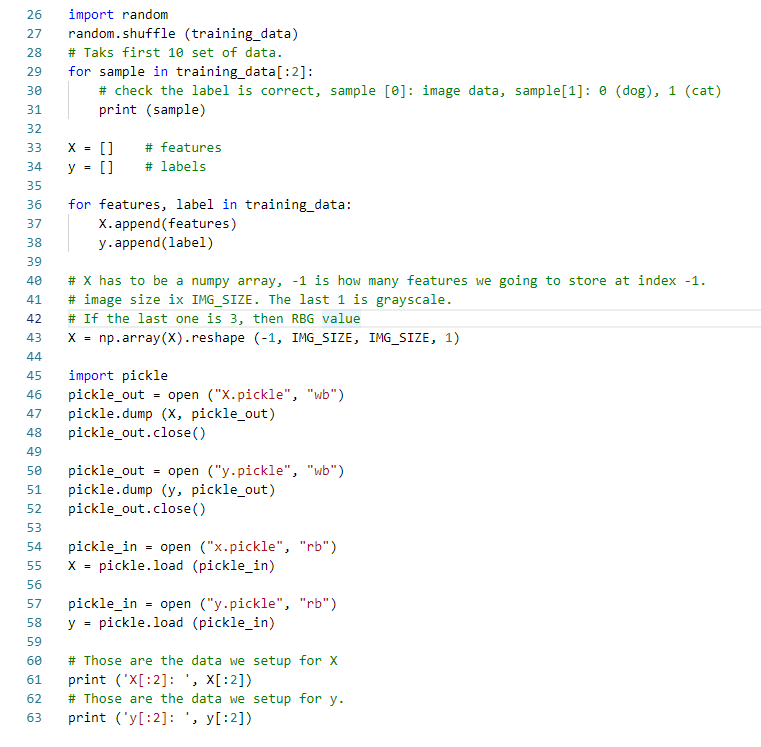 26 import random
27 random.shuffle (training_data)
28 # Taks first 10 set of data.
29 for sample in training_data[:2]:
30     # check the label is correct, sample [0]: image data, sample[1]: 0 (dog), 1 (cat)
31     print (sample)
32
33 X = []    # features
34 y = []    # labels
35
36 for features, label in training_data:
37     X.append(features)
38     y.append(label)
39
40 # X has to be a numpy array, -1 is how many features we going to store at index -1.
41 # image size ix IMG_SIZE. The last 1 is grayscale.
42 # If the last one is 3, then RBG value
43 X = np.array(X).reshape (-1, IMG_SIZE, IMG_SIZE, 1)
44
45 import pickle
46 pickle_out = open ("X.pickle", "wb")
47 pickle.dump (X, pickle_out)
48 pickle_out.close()
49
50 pickle_out = open ("y.pickle", "wb")
51 pickle.dump (y, pickle_out)
52 pickle_out.close()
53
54 pickle_in = open ("x.pickle", "rb")
55 X = pickle.load (pickle_in)
56
57 pickle_in = open ("y.pickle", "rb")
58 y = pickle.load (pickle_in)
59
60 # Those are the data we setup for X
61 print ('X[:2]: ', X[:2])
62 # Those are the data we setup for y.
63 print ('y[:2]: ', y[:2])